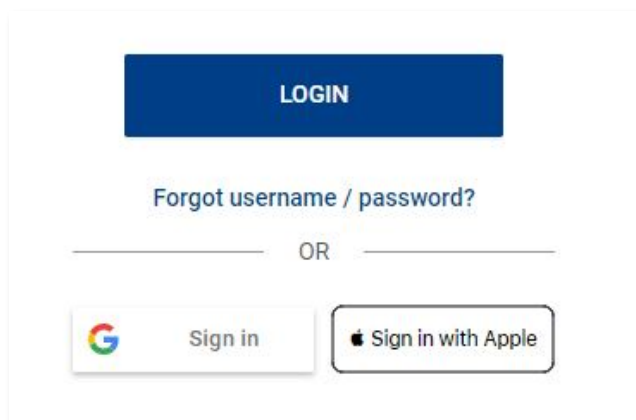 LOGIN
Forgot username / password?
OR
Sign in
Sign in with Apple